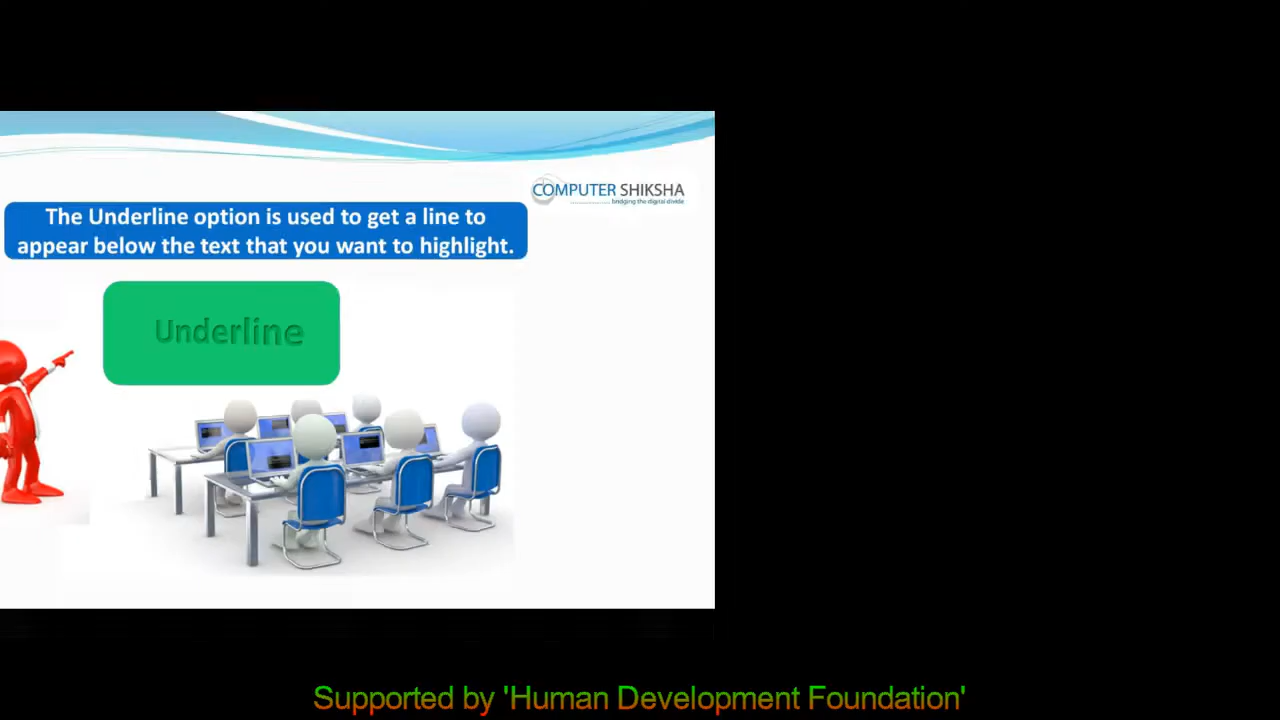 COMPUTER SHIKSHA
bridging the digital divide
The Underline option is used to get a line to
appear below the text that you want to highlight.
Underline
Supported by 'Human Development Foundation'